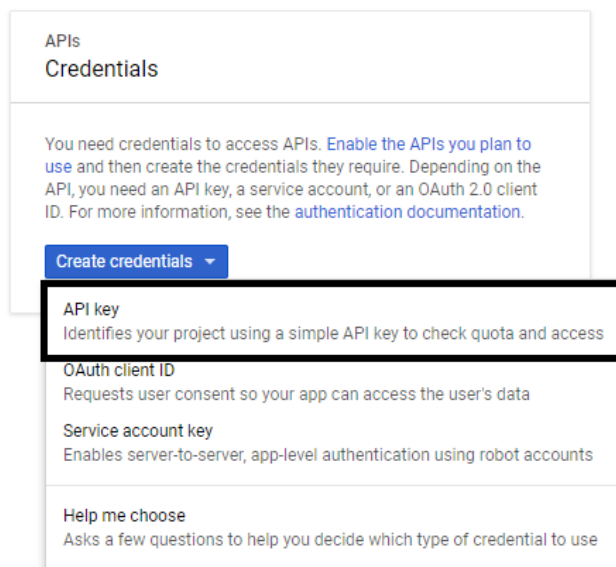 APIs
Credentials
You need credentials to access APIs. Enable the APIs you plan to
use and then create the credentials they require. Depending on the
API, you need an API key, a service account, or an OAuth 2.0 client
ID. For more information, see the authentication documentation.
Create credentials
API key
Identifies your project using a simple API key to check quota and access
OAuth client ID
Requests user consent so your app can access the user's data
Service account key
Enables server-to-server, app-level authentication using robot accounts
Help me choose
Asks a few questions to help you decide which type of credential to use